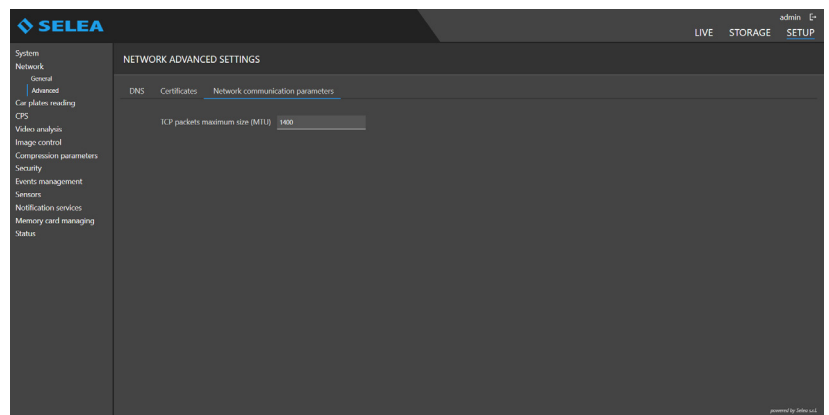 SELEA
admin
LIVE STORAGE SETUP
System
Network
General
Advanced
Car plates reading
CPS
Video analysis
Image control
Compression parameters
Security
Events management
Sensors
Notification services
Memory card managing
Status
NETWORK ADVANCED SETTINGS
DNS Certificates Network communication parameters
TCP packets maximum size (MTU) 1400
powered by Selea s.r.l.